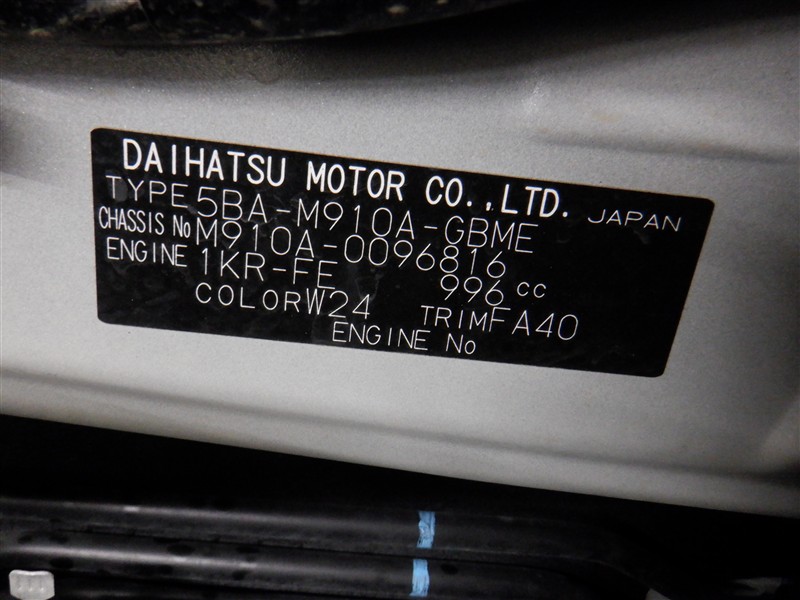 DAIHATSU MOTOR CO.,LTD. JAPAN
TYPE 5BA-M910A-GBME
CHASSIS No M910A-0096816
ENGINE 1KR-FE 996 cc
COLOR W24 TRIM FA40
ENGINE No